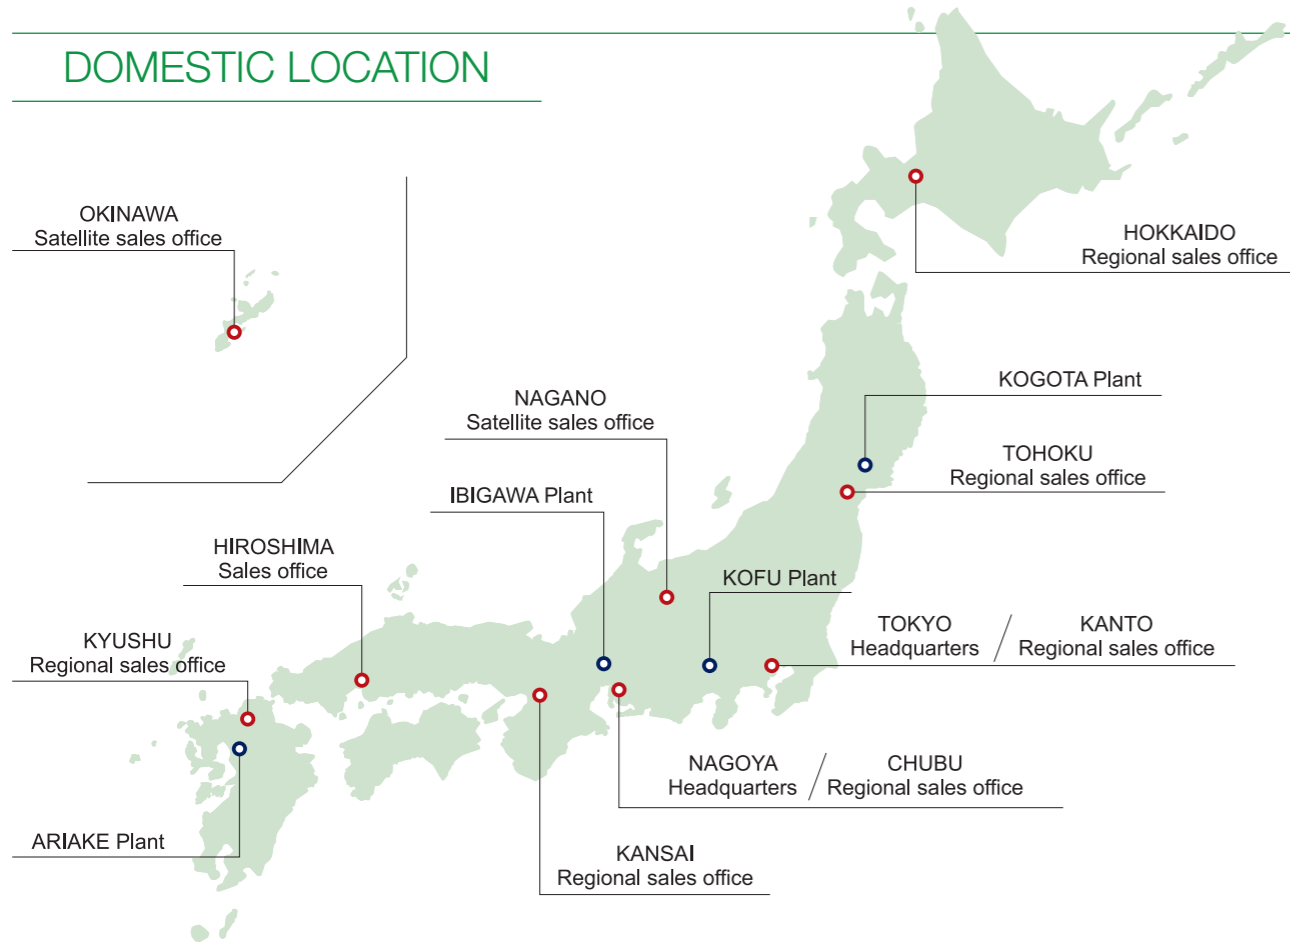 DOMESTIC LOCATION
OKINAWA
Satellite sales office
HOKKAIDO
Regional sales office
NAGANO
Satellite sales office
KOGOTA Plant
TOHOKU
Regional sales office
IBIGAWA Plant
HIROSHIMA
Sales office
KOFU Plant
KYUSHU
Regional sales office
TOKYO
Headquarters
/
KANTO
Regional sales office
NAGOYA
Headquarters
/
CHUBU
Regional sales office
ARIAKE Plant
KANSAI
Regional sales office